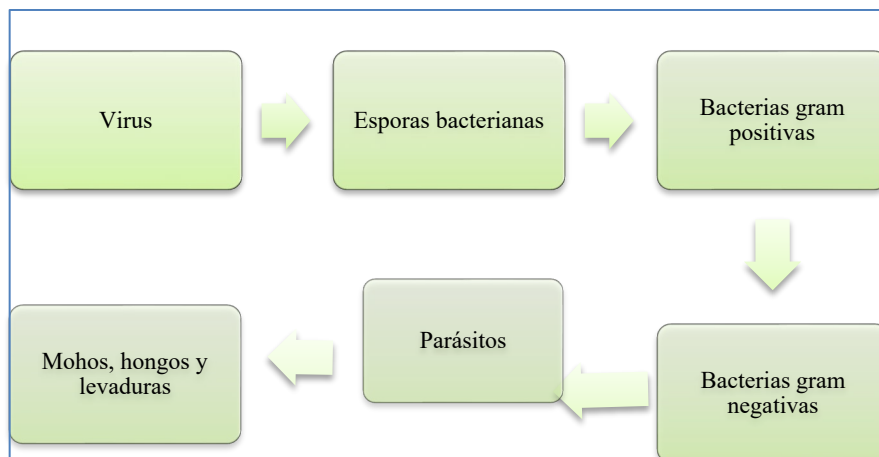 Virus
Esporas bacterianas
Bacterias gram
positivas
Bacterias gram
negativas
Parásitos
Mohos, hongos y
levaduras